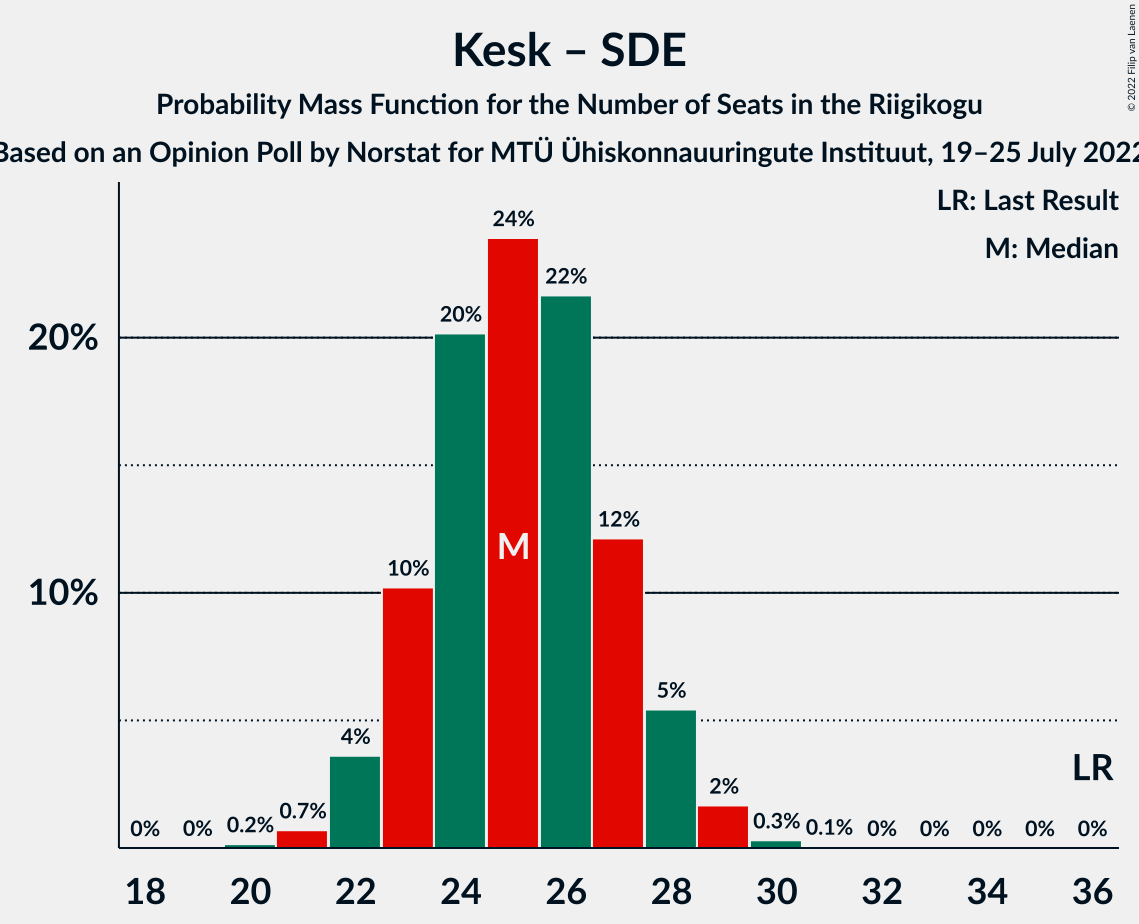 Kesk – SDE
Probability Mass Function for the Number of Seats in the Riigikogu
Based on an Opinion Poll by Norstat for MTÜ Ühiskonnauuringute Instituut, 19–25 July 2022
© 2022 Filip van Laenen
LR: Last Result
M: Median
24%
22%
20%
20%
12%
10%
10%
M
5%
4%
2%
LR
0% 0% 0.2% 0.7% 0.3% 0.1% 0% 0% 0% 0% 0%
18 20 22 24 26 28 30 32 34 36